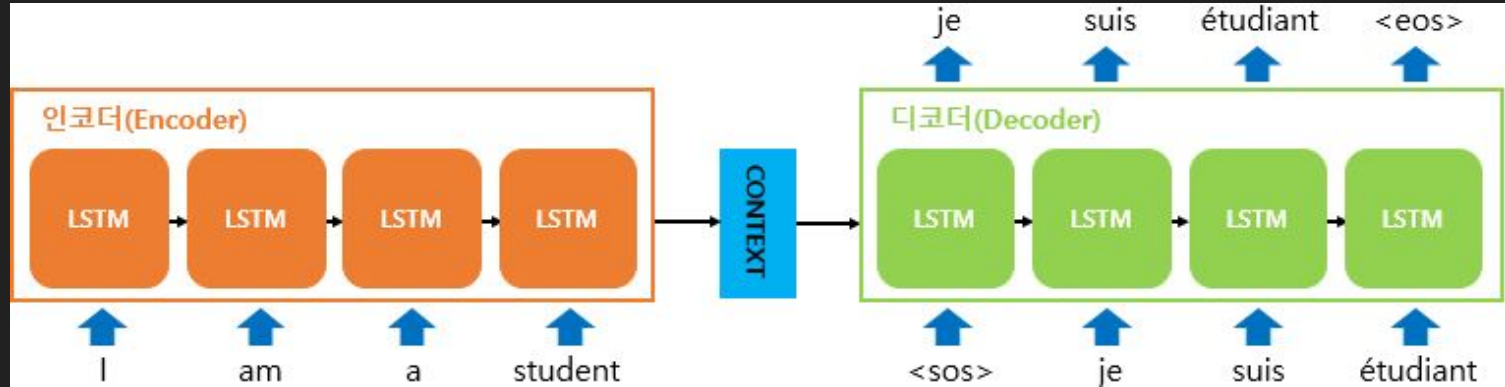 je suis étudiant <eos>
인코더(Encoder)
디코더(Decoder)
LSTM LSTM LSTM LSTM
CONTEXT
LSTM LSTM LSTM LSTM
I am a student
<sos> je suis étudiant